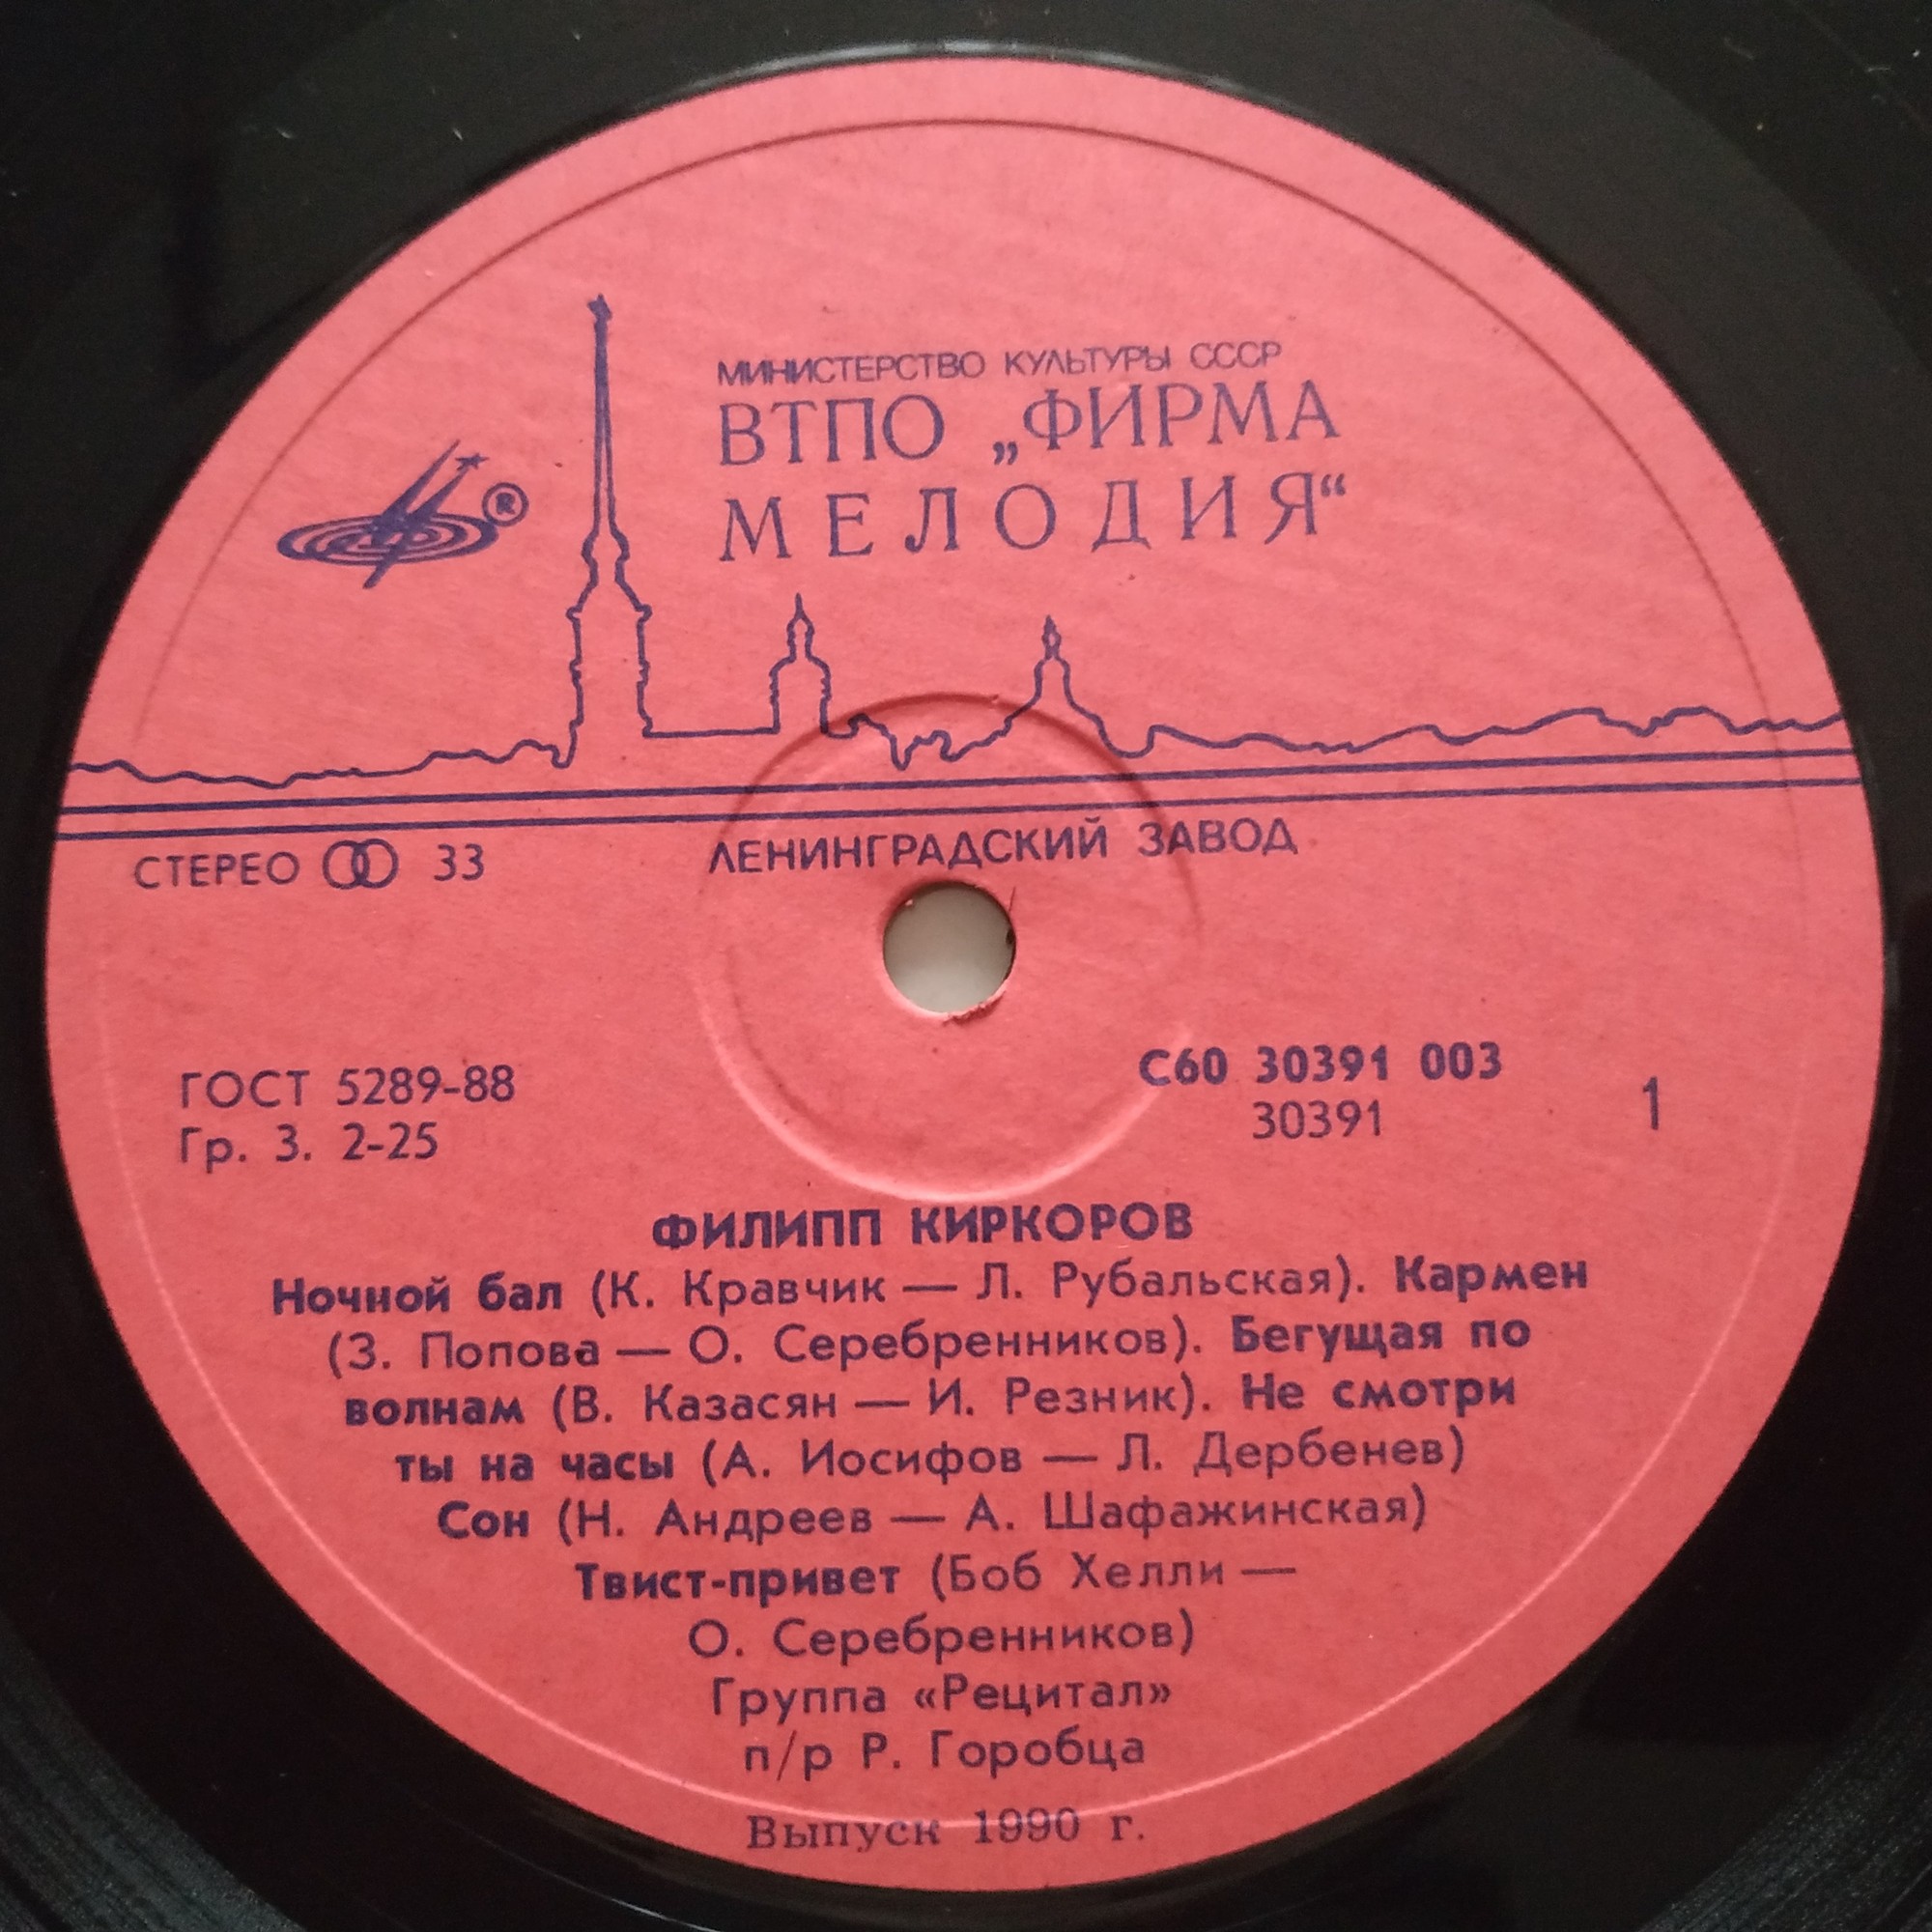 МИНИСТЕРСТВО КУЛЬТУРЫ СССР
ВТПО „ФИРМА
МЕЛОДИЯ“
®
СТЕРЕО 33
ЛЕНИНГРАДСКИЙ ЗАВОД
ГОСТ 5289-88
Гр. 3. 2-25
С60 30391 003
30391
1
ФИЛИПП КИРКОРОВ
Ночной бал (К. Кравчик — Л. Рубальская). Кармен
(З. Попова — О. Серебренников). Бегущая по
волнам (В. Казасян — И. Резник). Не смотри
ты на часы (А. Иосифов — Л. Дербенев)
Сон (Н. Андреев — А. Шафажинская)
Твист-привет (Боб Хелли —
О. Серебренников)
Группа «Рецитал»
п/р Р. Горобца
Выпуск 1990 г.